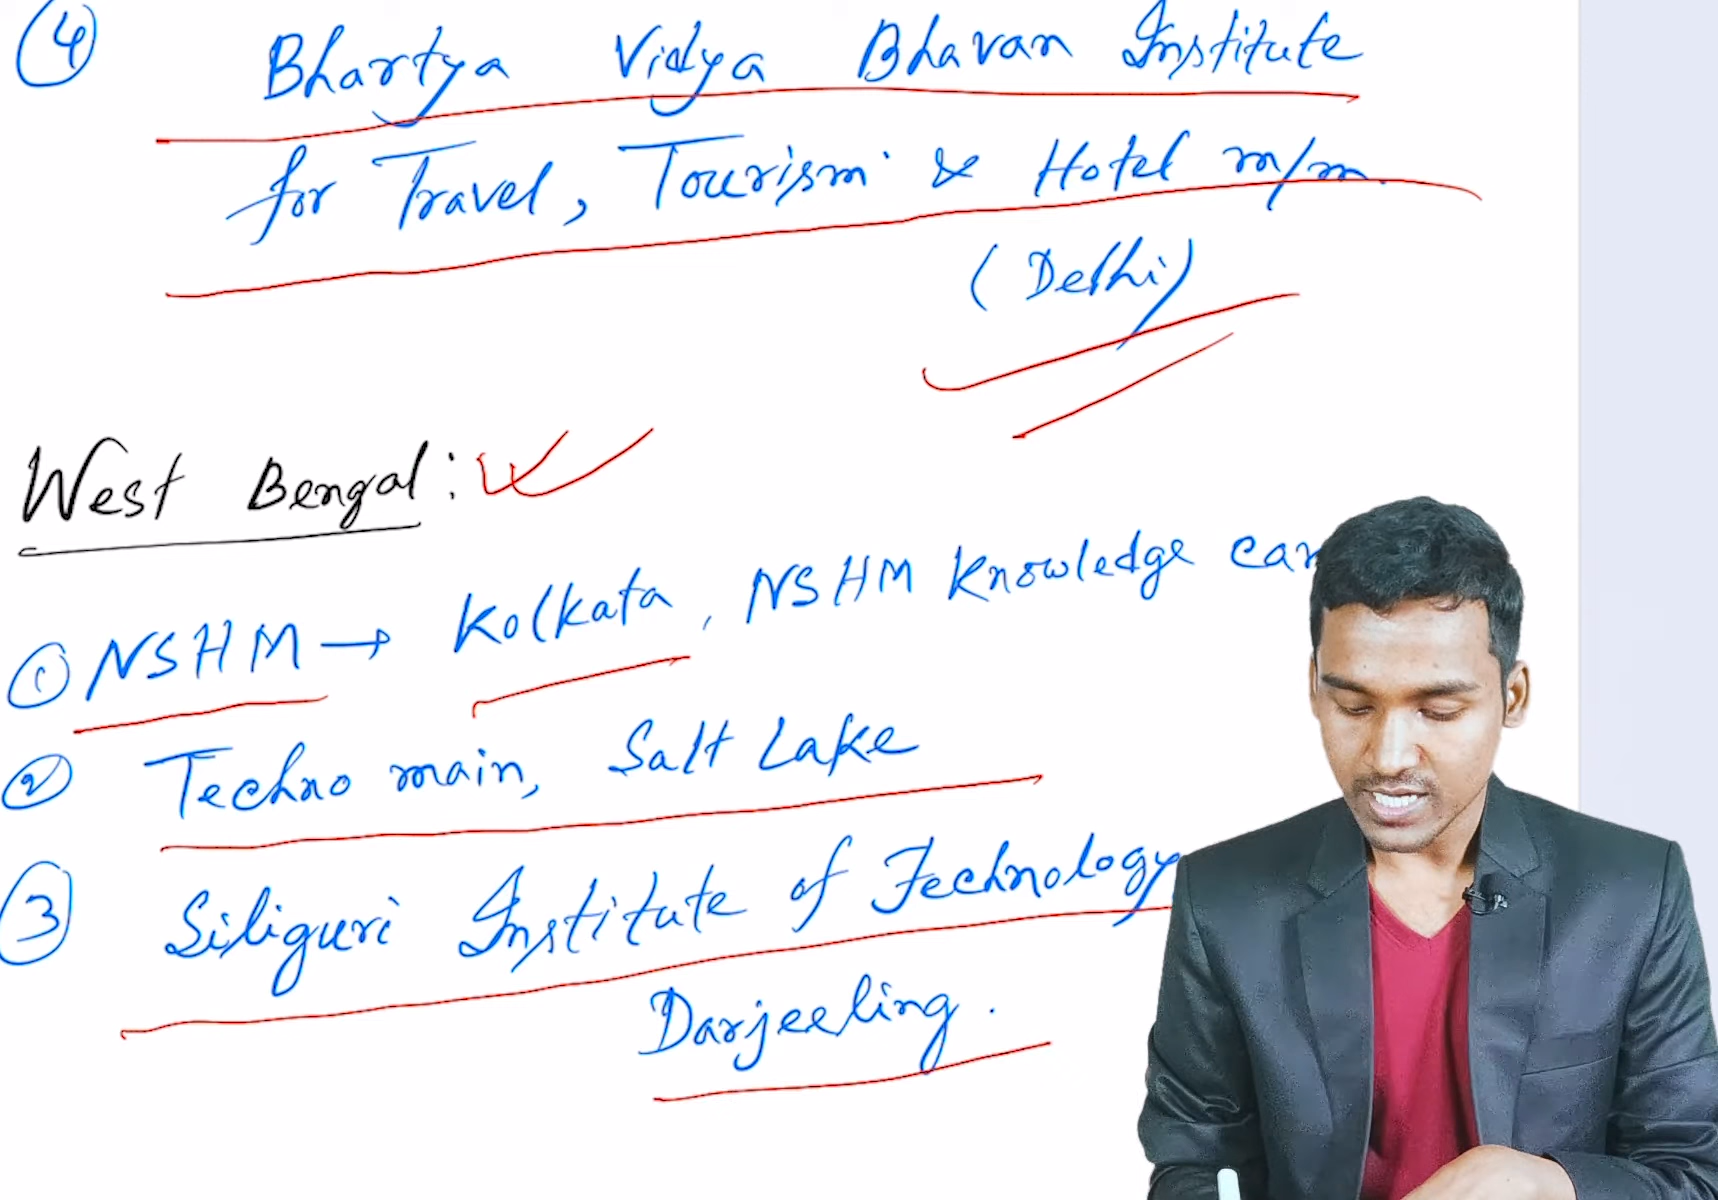 ④ Bhartya Vidya Bhavan Institute
for Travel, Tourism & Hotel m/m.
(Delhi)
West Bengal:
① NSHM → Kolkata, NSHM Knowledge
② Techno main, Salt Lake
③ Siliguri Institute of Technology
Darjeeling.